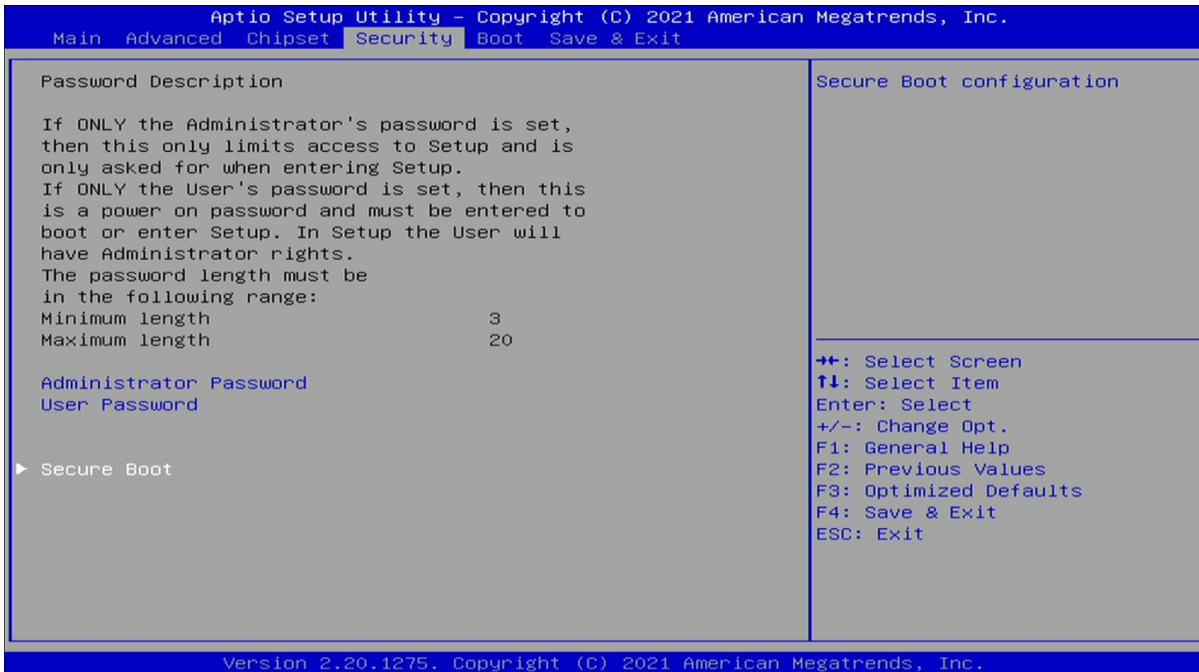 Aptio Setup Utility – Copyright (C) 2021 American Megatrends, Inc.
Main Advanced Chipset Security Boot Save & Exit
Password Description
If ONLY the Administrator's password is set,
then this only limits access to Setup and is
only asked for when entering Setup.
If ONLY the User's password is set, then this
is a power on password and must be entered to
boot or enter Setup. In Setup the User will
have Administrator rights.
The password length must be
in the following range:
Minimum length 3
Maximum length 20
Administrator Password
User Password
▶ Secure Boot
Secure Boot configuration
→←: Select Screen
↑↓: Select Item
Enter: Select
+/-: Change Opt.
F1: General Help
F2: Previous Values
F3: Optimized Defaults
F4: Save & Exit
ESC: Exit
Version 2.20.1275. Copyright (C) 2021 American Megatrends, Inc.